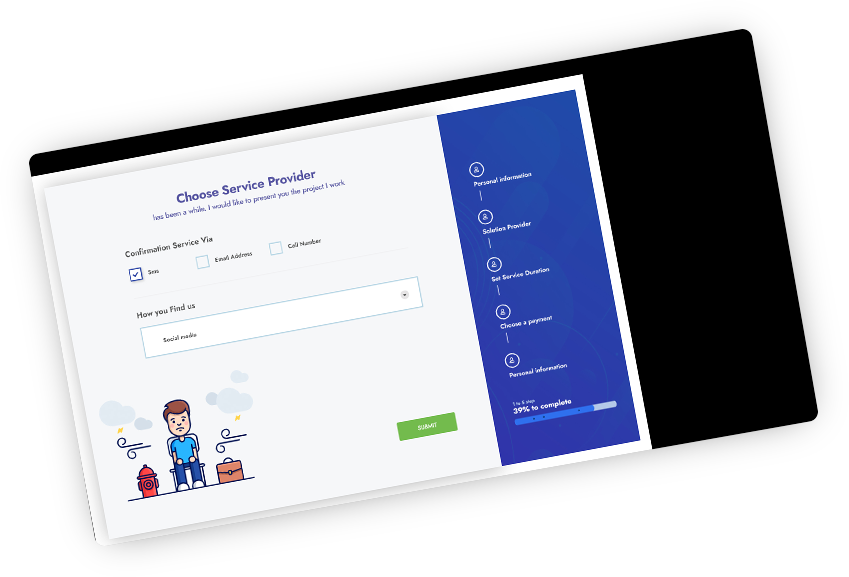 Choose Service Provider
has been a while. I would like to present you the project I work
Confirmation Service Via
Sms
Email Address
Call Number
How you Find us
Social media
SUBMIT
Personal information
Solution Provider
Set Service Duration
Choose a payment
Personal information
1 to 5 step
39% to complete